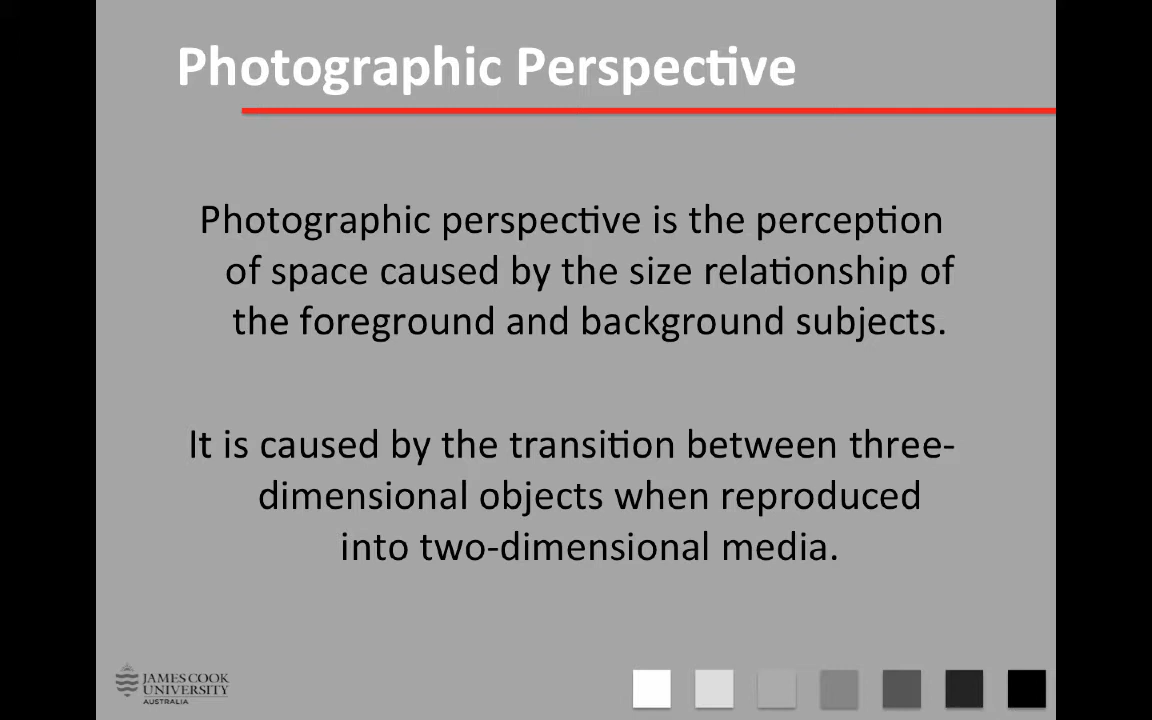 Photographic Perspective
Photographic perspective is the perception
of space caused by the size relationship of
the foreground and background subjects.
It is caused by the transition between three-
dimensional objects when reproduced
into two-dimensional media.
JAMES COOK
UNIVERSITY
AUSTRALIA